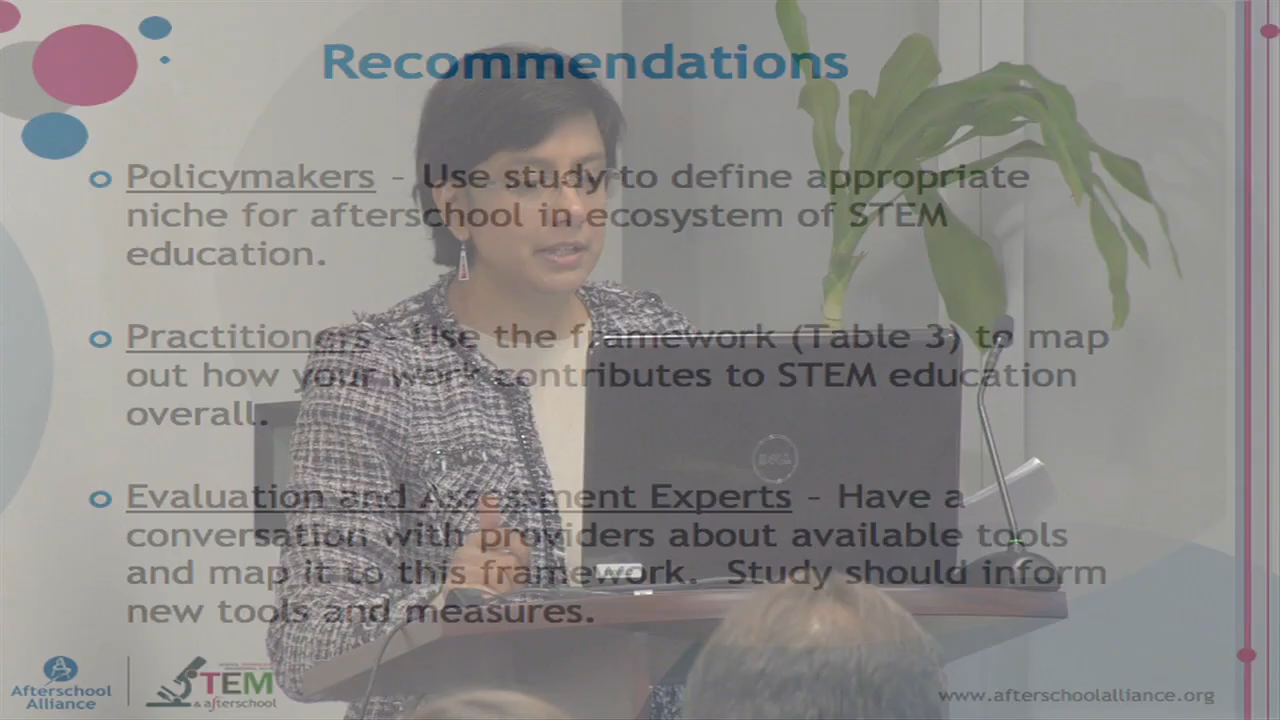 Recommendations
Policymakers - Use study to define appropriate
niche for afterschool in ecosystem of STEM
education.
Practitioners - Use the framework (Table 3) to map
out how your work contributes to STEM education
overall.
DELL
Evaluation and Assessment Experts - Have a
conversation with providers about available tools
and map it to this framework. Study should inform
new tools and measures.
Afterschool
Alliance
STEM
& afterschool
www.afterschoolalliance.org